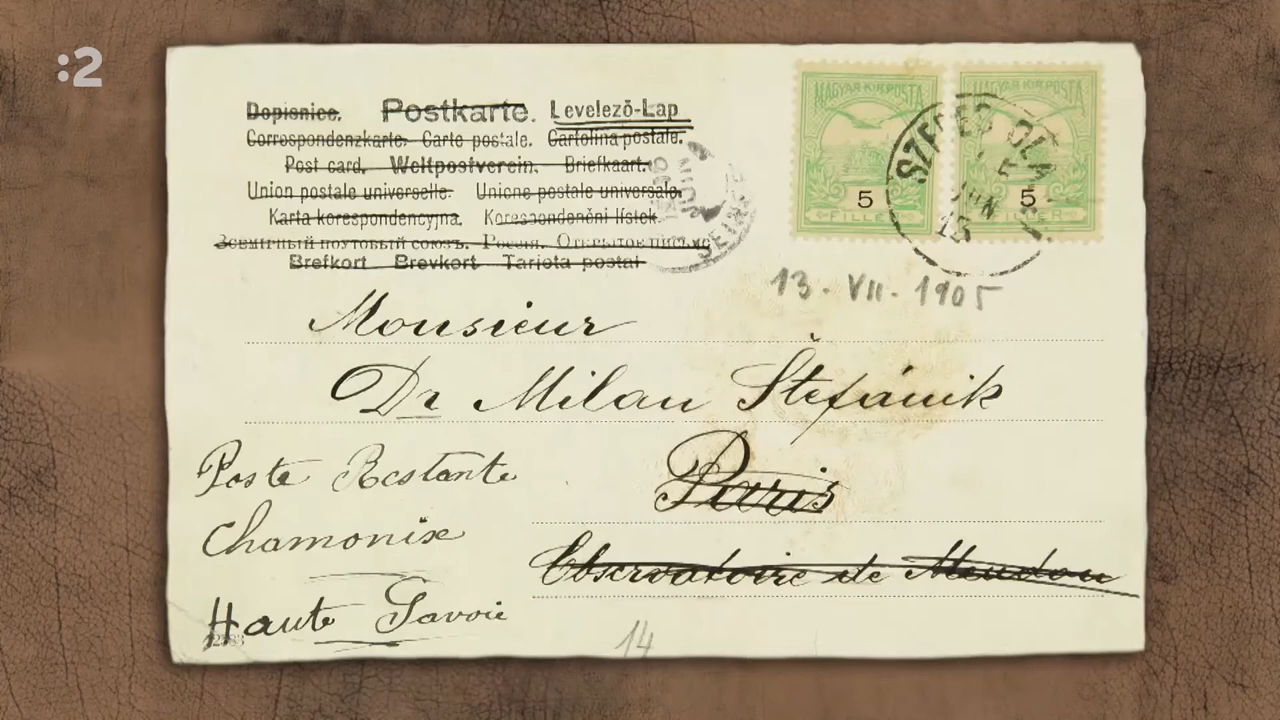 :2
Dopisnice. Postkarte. Levelező-Lap
Correspondenzkarte. Carte postale. Cartolina postale.
Post card. Weltpostverein. Briefkaart.
Union postale universelle. Unione postale universale.
Karta korespondencyjna. Korespondenční lístek.
Всемірный почтовый союзъ. Россія. Открытое письмо
Brefkort Brevkort Tarjeta postal
MAGYAR KIR. POSTA
5
FILLÉR
MAGYAR KIR. POSTA
5
FILLÉR
13. VII. 1905
Monsieur
Dr Milan Štefánik
Paris
Observatoire de Meudon
Poste Restante
Chamonix
Haute Savoie
14